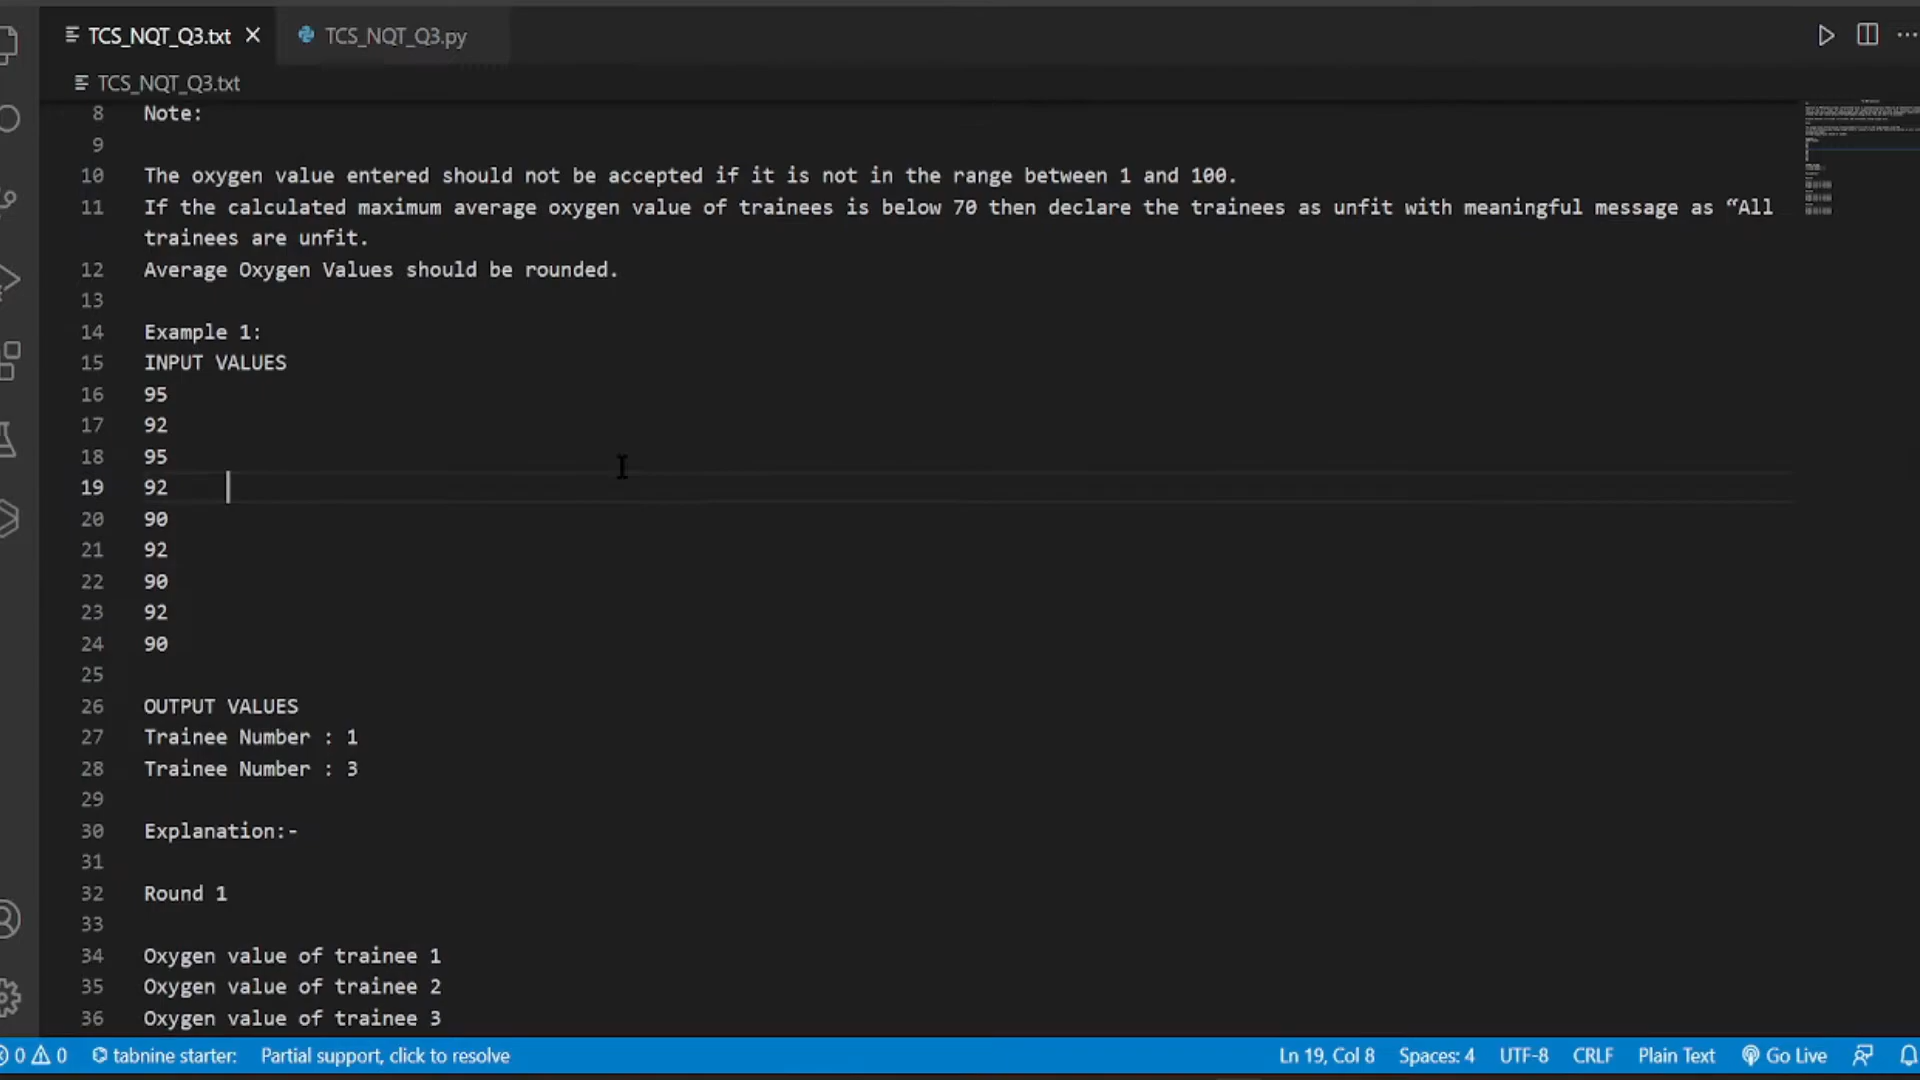 TCS_NQT_Q3.txt
TCS_NQT_Q3.py
TCS_NQT_Q3.txt
8 Note:
9
10 The oxygen value entered should not be accepted if it is not in the range between 1 and 100.
11 If the calculated maximum average oxygen value of trainees is below 70 then declare the trainees as unfit with meaningful message as “All
trainees are unfit.
12 Average Oxygen Values should be rounded.
13
14 Example 1:
15 INPUT VALUES
16 95
17 92
18 95
19 92
20 90
21 92
22 90
23 92
24 90
25
26 OUTPUT VALUES
27 Trainee Number : 1
28 Trainee Number : 3
29
30 Explanation:-
31
32 Round 1
33
34 Oxygen value of trainee 1
35 Oxygen value of trainee 2
36 Oxygen value of trainee 3
0 0 tabnine starter: Partial support, click to resolve Ln 19, Col 8 Spaces: 4 UTF-8 CRLF Plain Text Go Live